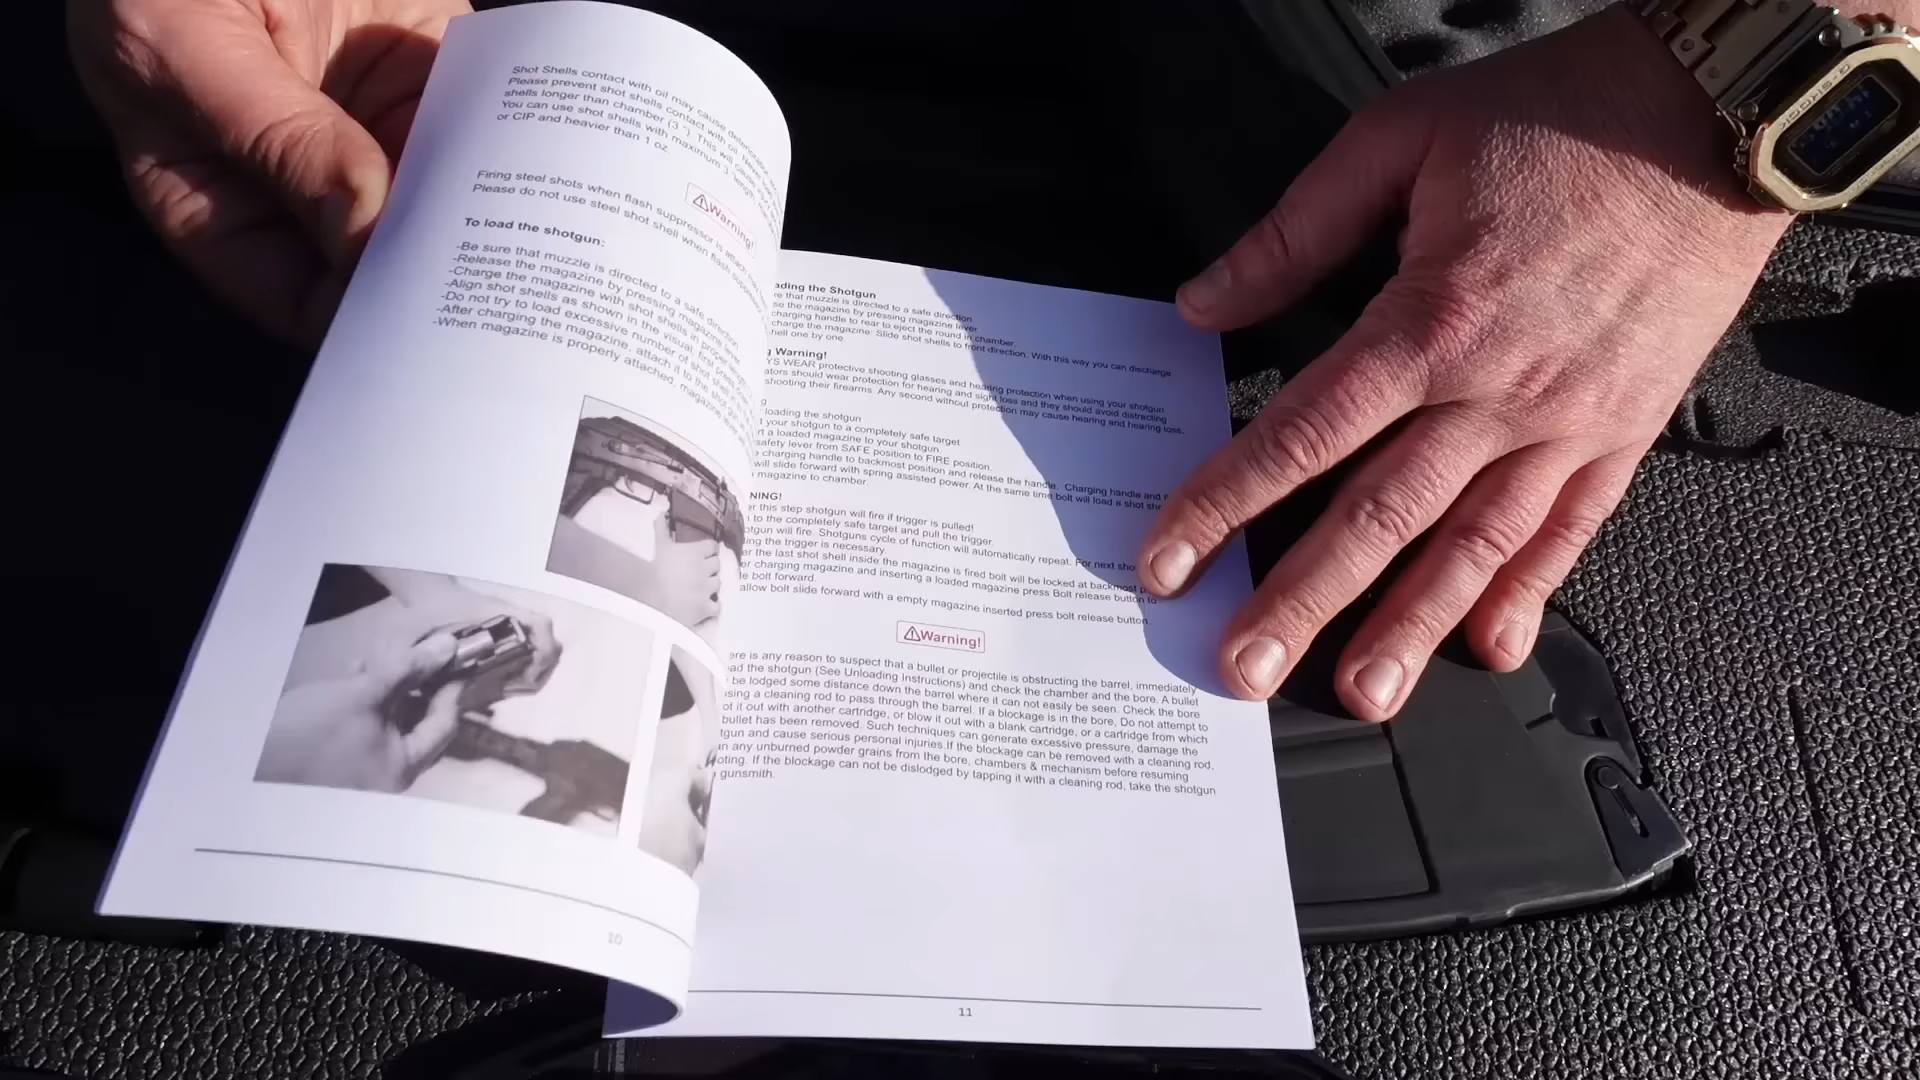 Shot Shells contact with oil may cause
Please prevent shot shells contact with oil. Never
shells longer than chamber (3 "). This will cause injury
You can use shot shells with maximum 3 "length,
or CIP and heavier than 1 oz.
Warning!
Firing steel shots when flash suppressor is attach may
Please do not use steel shot shell when flash
To load the shotgun:
-Be sure that muzzle is directed to a safe direction
-Release the magazine by pressing magazine lever
-Charge the magazine with shot shells in proper length
-Align shot shells as shown in the visual, first press down
-Do not try to load excessive number of shot shell
-After charging the magazine, attach it to the shot
-When magazine is properly attached, magazine
10
the Shotgun
that muzzle is directed to a safe direction
the magazine by pressing magazine lever
charging handle to rear to eject the round in chamber.
charge the magazine: Slide shot shells to front direction. With this way you can discharge
one by one.
Warning!
WEAR protective shooting glasses and hearing protection when using your shotgun
should wear protection for hearing and sight loss and they should avoid distracting
shooting their firearms. Any second without protection may cause hearing and hearing loss.
loading the shotgun
your shotgun to a completely safe target
a loaded magazine to your shotgun
safety lever from SAFE position to FIRE position.
charging handle to backmost position and release the handle. Charging handle and
will slide forward with spring assisted power. At the same time bolt will load a shot
magazine to chamber.
this step shotgun will fire if trigger is pulled!
to the completely safe target and pull the trigger.
will fire. Shotguns cycle of function will automatically repeat. For next
the trigger is necessary.
the last shot shell inside the magazine is fired bolt will be locked at backmost
charging magazine and inserting a loaded magazine press Bolt release button to
bolt forward.
allow bolt slide forward with a empty magazine inserted press bolt release button.
Warning!
is any reason to suspect that a bullet or projectile is obstructing the barrel, immediately
the shotgun (See Unloading Instructions) and check the chamber and the bore. A bullet
be lodged some distance down the barrel where it can not easily be seen. Check the bore
a cleaning rod to pass through the barrel. If a blockage is in the bore, Do not attempt to
it out with another cartridge, or blow it out with a blank cartridge, or a cartridge from which
bullet has been removed. Such techniques can generate excessive pressure, damage the
and cause serious personal injuries.If the blockage can be removed with a cleaning rod,
any unburned powder grains from the bore, chambers & mechanism before resuming
If the blockage can not be dislodged by tapping it with a cleaning rod, take the shotgun
gunsmith.
11
G-SHOCK